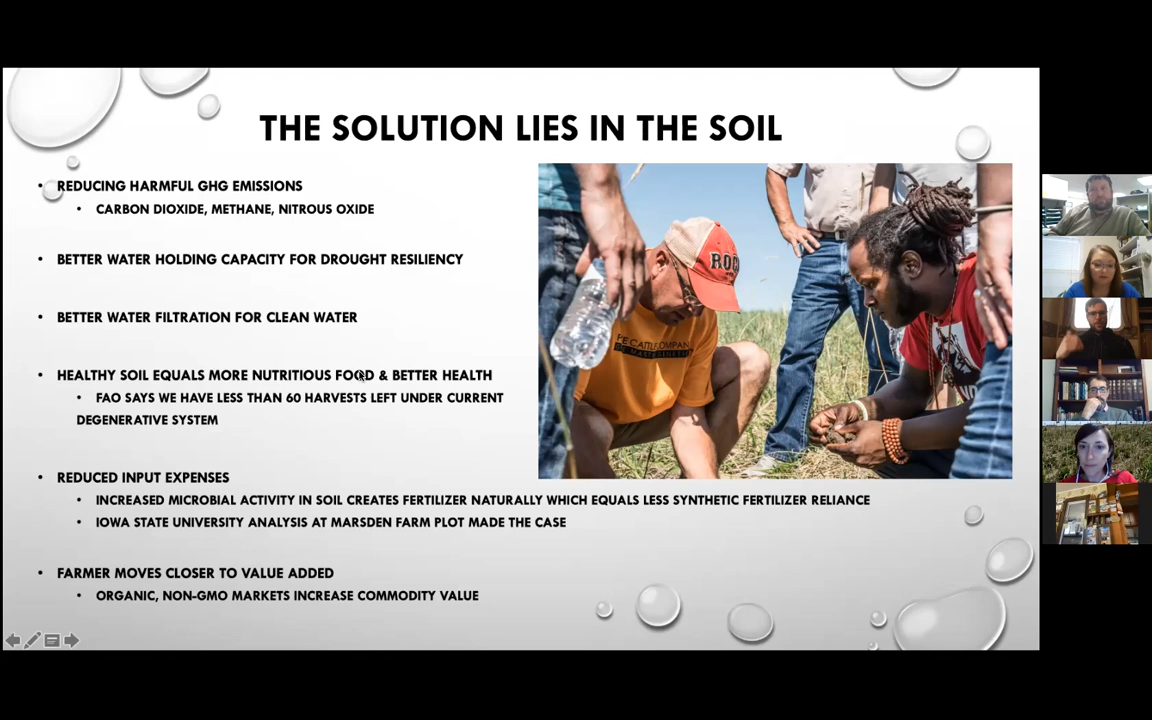 THE SOLUTION LIES IN THE SOIL
• REDUCING HARMFUL GHG EMISSIONS
• CARBON DIOXIDE, METHANE, NITROUS OXIDE
• BETTER WATER HOLDING CAPACITY FOR DROUGHT RESILIENCY
• BETTER WATER FILTRATION FOR CLEAN WATER
• HEALTHY SOIL EQUALS MORE NUTRITIOUS FOOD & BETTER HEALTH
• FAO SAYS WE HAVE LESS THAN 60 HARVESTS LEFT UNDER CURRENT
DEGENERATIVE SYSTEM
• REDUCED INPUT EXPENSES
• INCREASED MICROBIAL ACTIVITY IN SOIL CREATES FERTILIZER NATURALLY WHICH EQUALS LESS SYNTHETIC FERTILIZER RELIANCE
• IOWA STATE UNIVERSITY ANALYSIS AT MARSDEN FARM PLOT MADE THE CASE
• FARMER MOVES CLOSER TO VALUE ADDED
• ORGANIC, NON-GMO MARKETS INCREASE COMMODITY VALUE